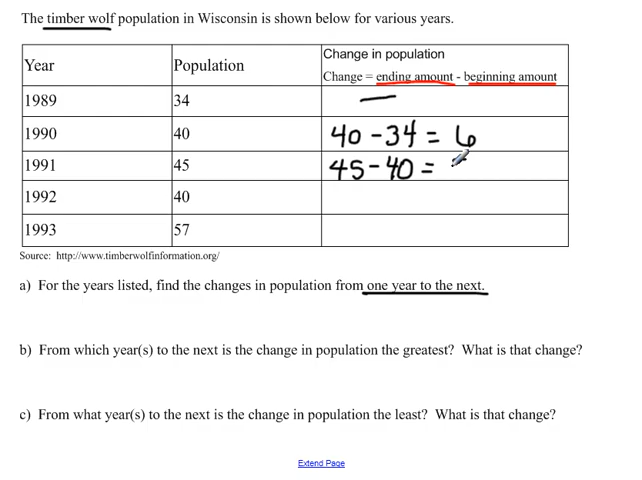 The timber wolf population in Wisconsin is shown below for various years.
Year Population Change in population
Change = ending amount - beginning amount
1989 34 —
1990 40 40 - 34 = 6
1991 45 45 - 40 =
1992 40
1993 57
Source: http://www.timberwolfinformation.org/
a) For the years listed, find the changes in population from one year to the next.
b) From which year(s) to the next is the change in population the greatest? What is that change?
c) From what year(s) to the next is the change in population the least? What is that change?
Extend Page